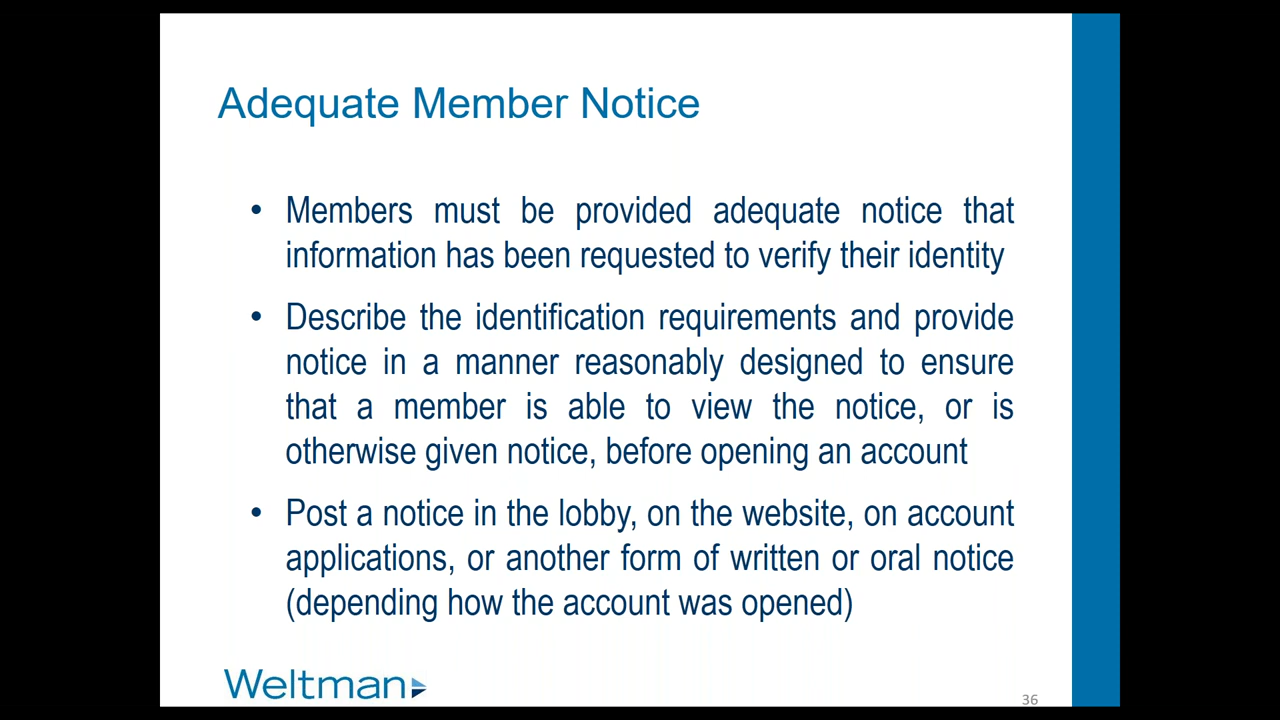 Adequate Member Notice
• Members must be provided adequate notice that
information has been requested to verify their identity
• Describe the identification requirements and provide
notice in a manner reasonably designed to ensure
that a member is able to view the notice, or is
otherwise given notice, before opening an account
• Post a notice in the lobby, on the website, on account
applications, or another form of written or oral notice
(depending how the account was opened)
Weltman
36